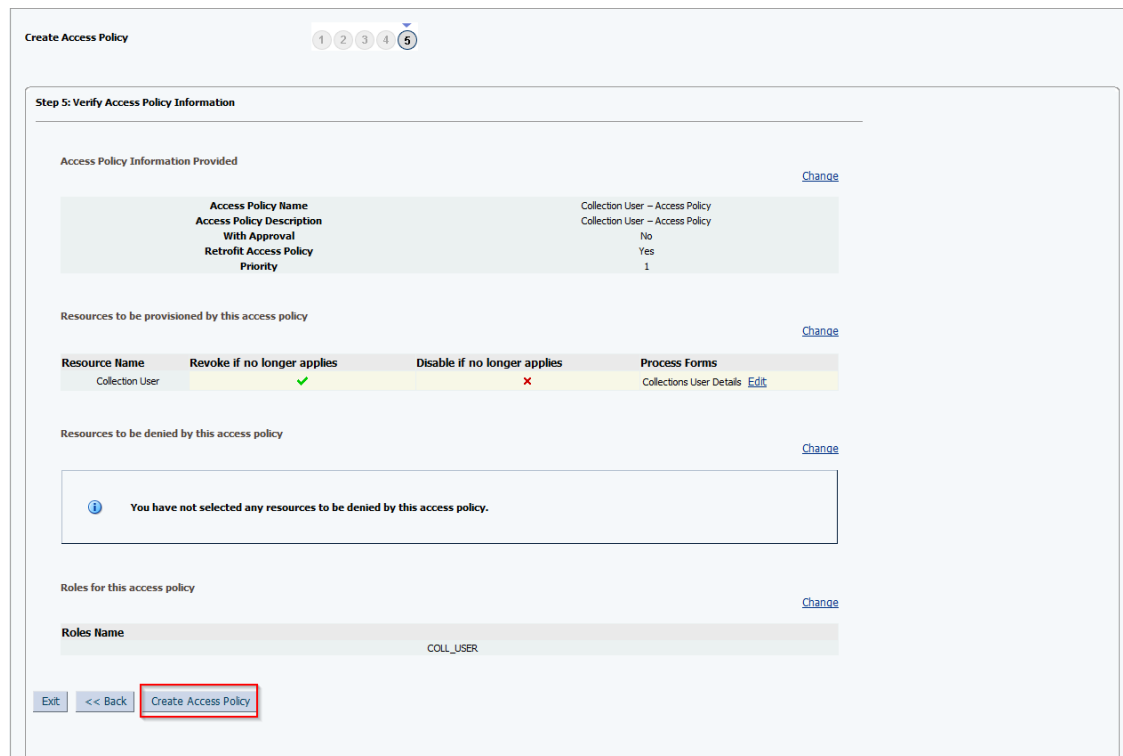 Create Access Policy
1 2 3 4 5
Step 5: Verify Access Policy Information
Access Policy Information Provided
Change
Access Policy Name Collection User – Access Policy
Access Policy Description Collection User – Access Policy
With Approval No
Retrofit Access Policy Yes
Priority 1
Resources to be provisioned by this access policy
Change
Resource Name Revoke if no longer applies Disable if no longer applies Process Forms
Collection User Collections User Details Edit
Resources to be denied by this access policy
Change
You have not selected any resources to be denied by this access policy.
Roles for this access policy
Change
Roles Name
COLL_USER
Exit << Back Create Access Policy